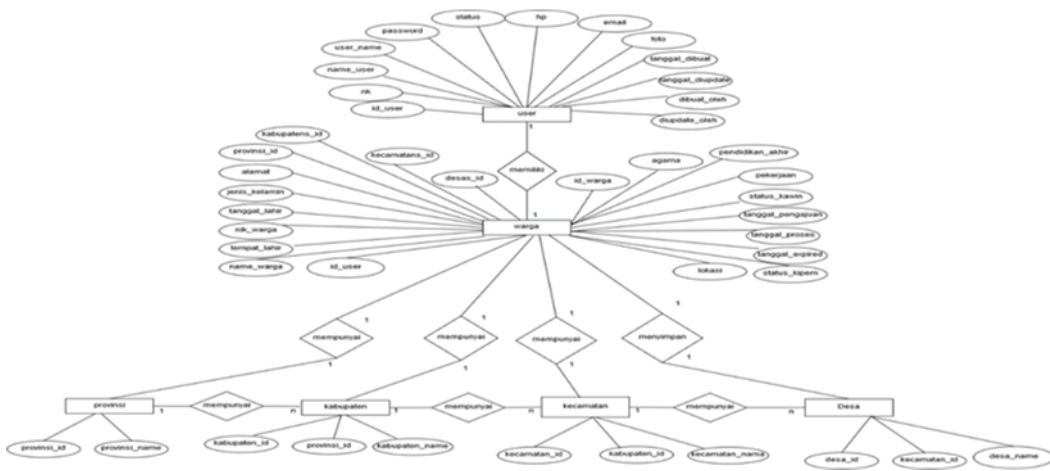 status
hp
email
password
foto
user_name
tanggal_dibuat
name_user
tanggal_diupdate
nik
dibuat_oleh
id_user
user
diupdate_oleh
1
kabupatens_id
provinsi_id
kecamatans_id
pendidikan_akhir
agama
alamat
memiliki
pekerjaan
desas_id
id_warga
jenis_kelamin
status_kawin
tanggal_lahir
1
tanggal_pengajuan
nik_warga
warga
tanggal_proses
tempat_lahir
tanggal_expired
name_warga
id_user
lokasi
status_kipem
1
1
1
1
mempunyai
mempunyai
mempunyai
menyimpan
1
1
1
1
provinsi
1
mempunyai
n
kabupaten
1
mempunyai
n
kecamatan
1
mempunyai
n
Desa
provinsi_id
provinsi_name
kabupaten_id
provinsi_id
kabupaten_name
kecamatan_id
kabupaten_id
kecamatan_nama
desa_id
kecamatan_id
desa_name